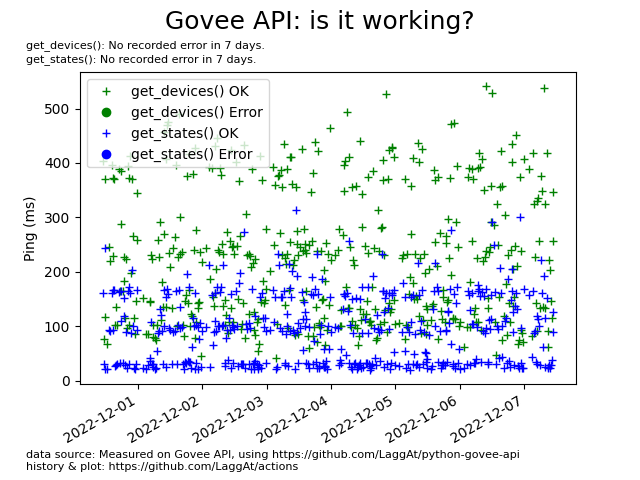 Govee API: is it working?
get_devices(): No recorded error in 7 days.
get_states(): No recorded error in 7 days.
get_devices() OK
get_devices() Error
get_states() OK
get_states() Error
Ping (ms)
500
400
300
200
100
0
2022-12-01
2022-12-02
2022-12-03
2022-12-04
2022-12-05
2022-12-06
2022-12-07
data source: Measured on Govee API, using https://github.com/LaggAt/python-govee-api
history & plot: https://github.com/LaggAt/actions